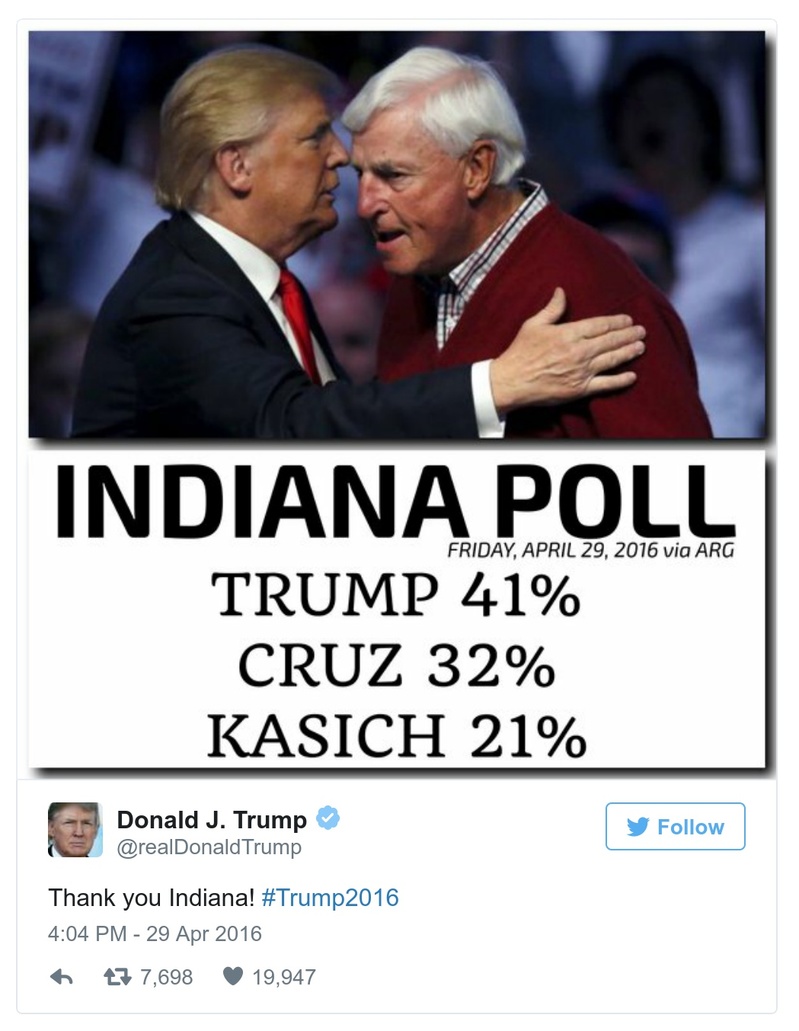 INDIANA POLL
FRIDAY, APRIL 29, 2016 via ARG
TRUMP 41%
CRUZ 32%
KASICH 21%
Donald J. Trump
@realDonaldTrump
Follow
Thank you Indiana! #Trump2016
4:04 PM - 29 Apr 2016
7,698 19,947